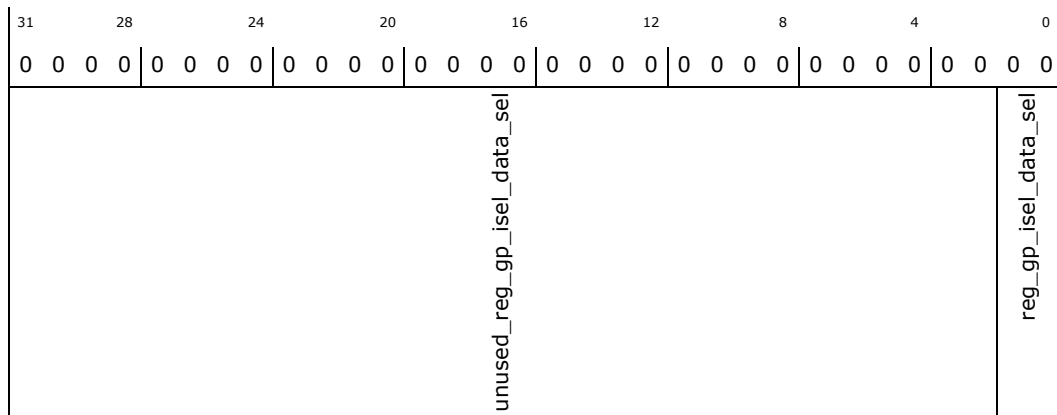 31 28 24 20 16 12 8 4 0
0 0 0 0 0 0 0 0 0 0 0 0 0 0 0 0 0 0 0 0 0 0 0 0 0 0 0 0 0 0 0 0
unused_reg_gp_isel_data_sel
reg_gp_isel_data_sel